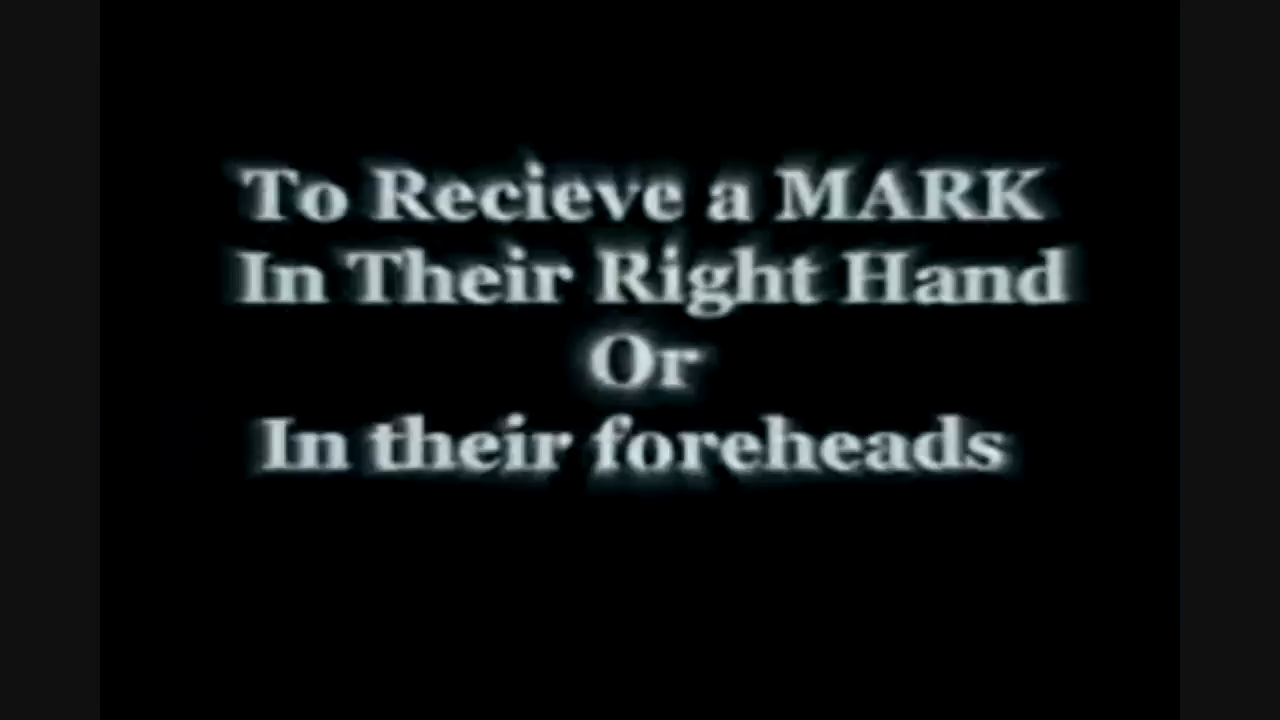 To Recieve a MARK
In Their Right Hand
Or
In their foreheads